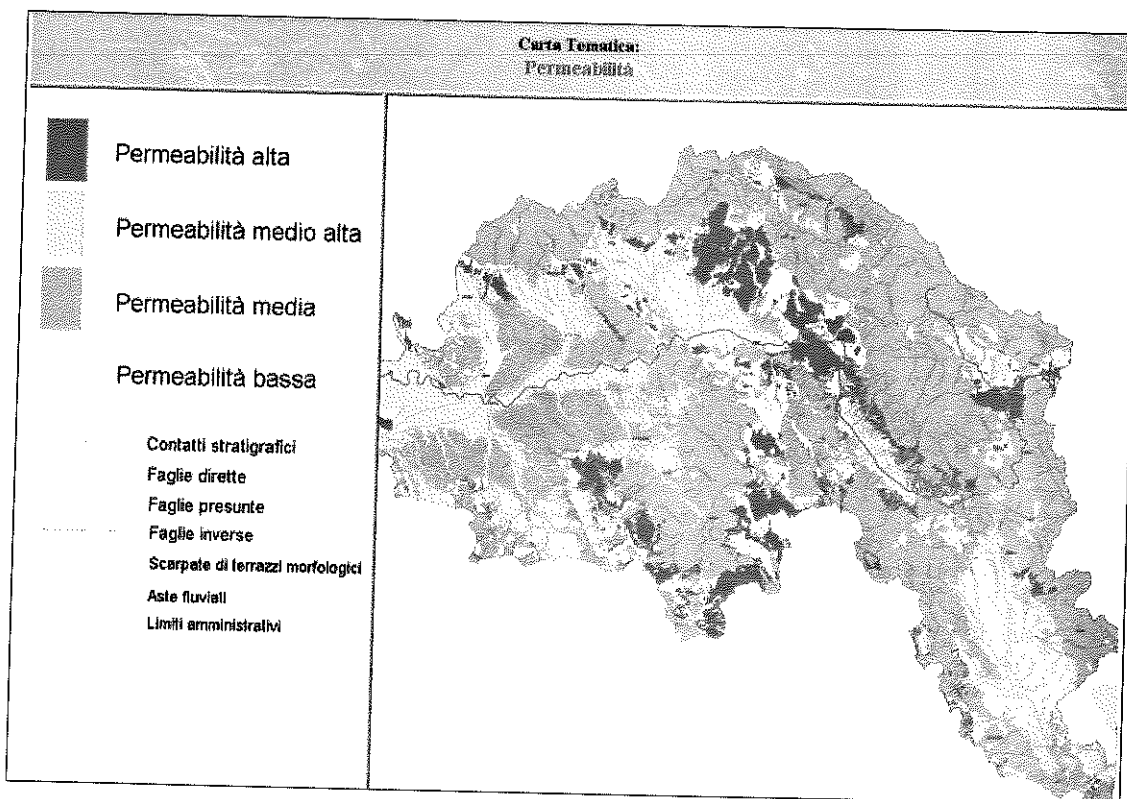 Carta Tematica:
Permeabilità
Permeabilità alta
Permeabilità medio alta
Permeabilità media
Permeabilità bassa
Contatti stratigrafici
Faglie dirette
Faglie presunte
Faglie inverse
Scarpate di terrazzi morfologici
Aste fluviali
Limiti amministrativi